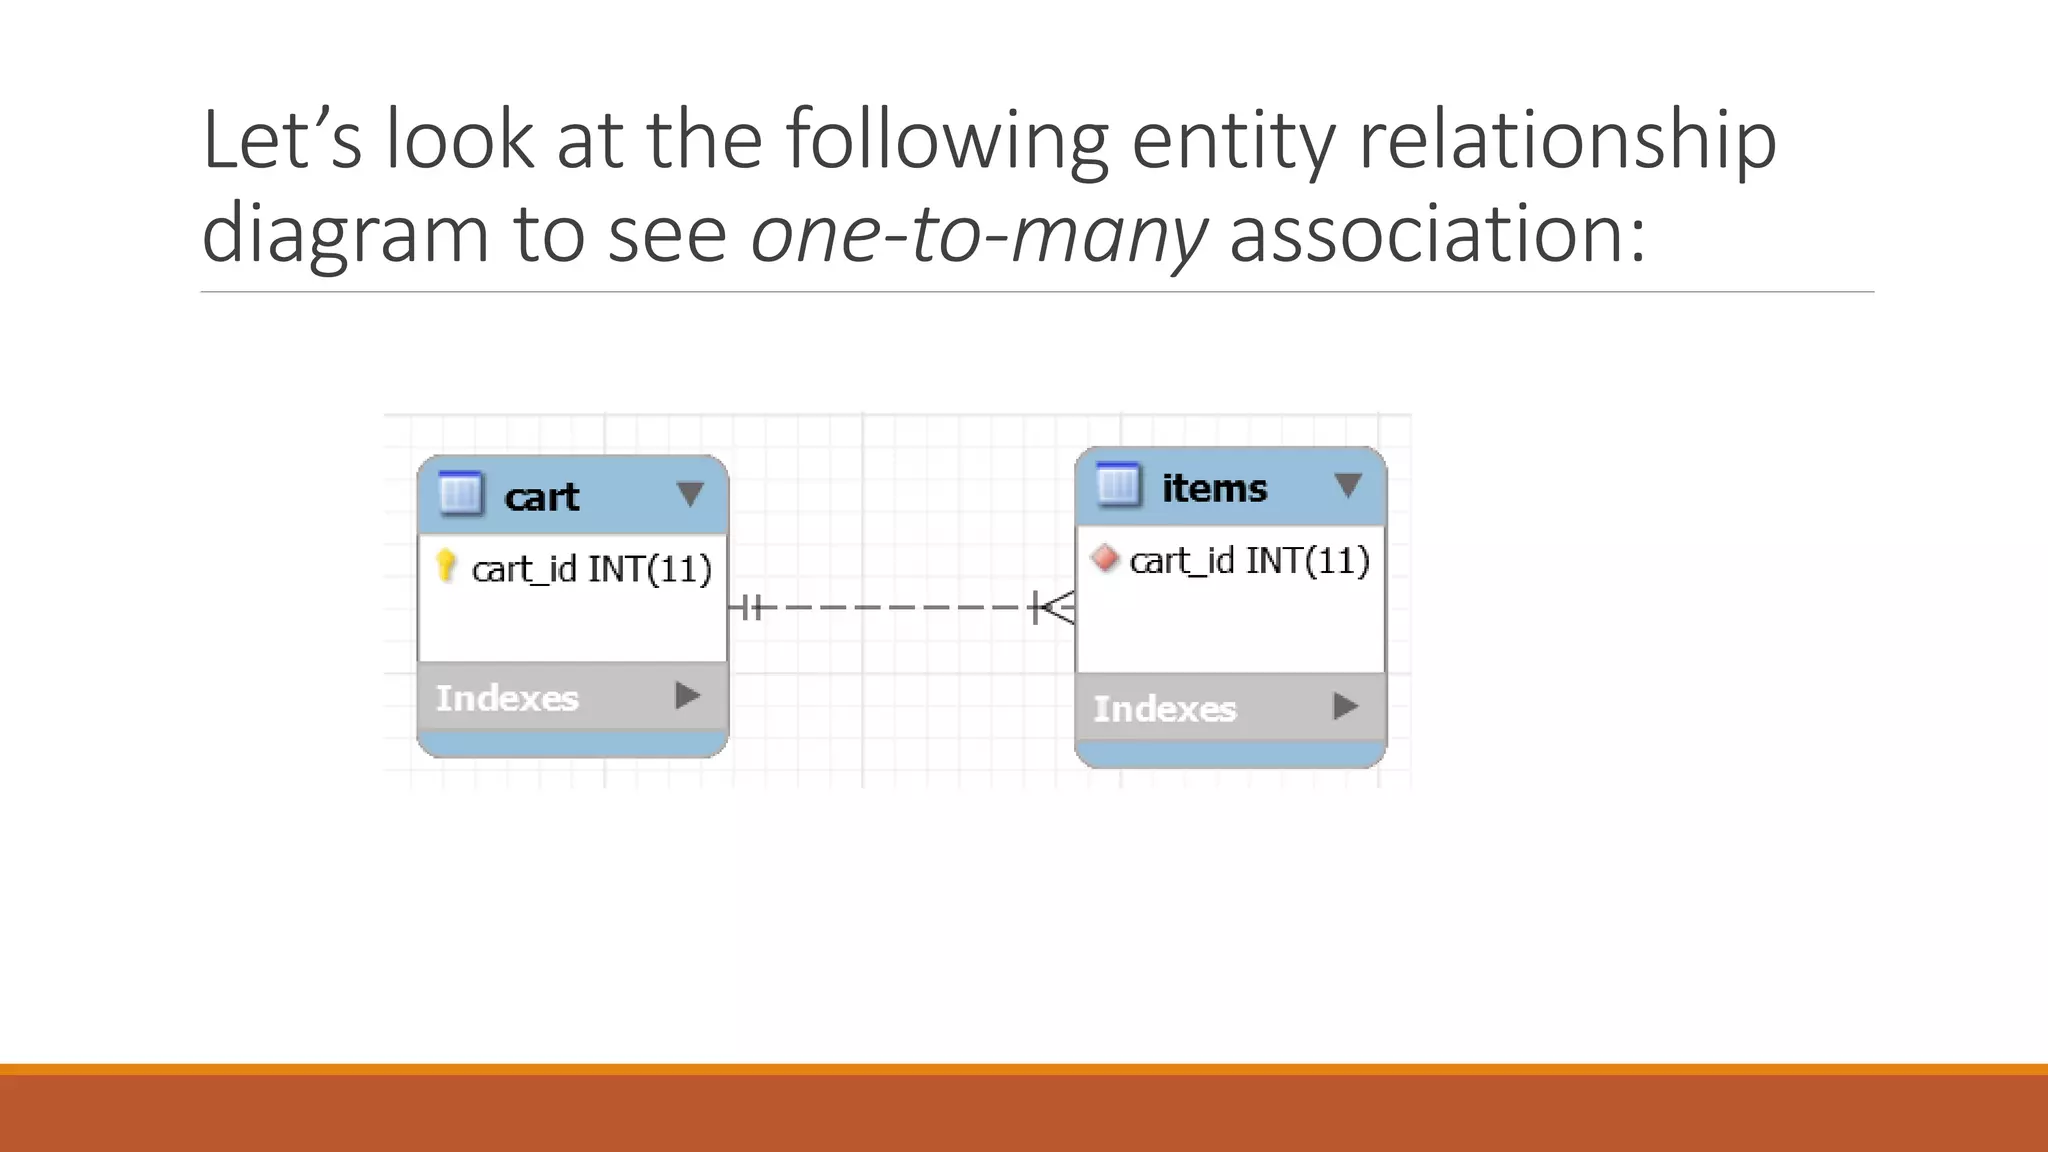 Let’s look at the following entity relationship
diagram to see one-to-many association:
cart
cart_id INT(11)
Indexes
items
cart_id INT(11)
Indexes